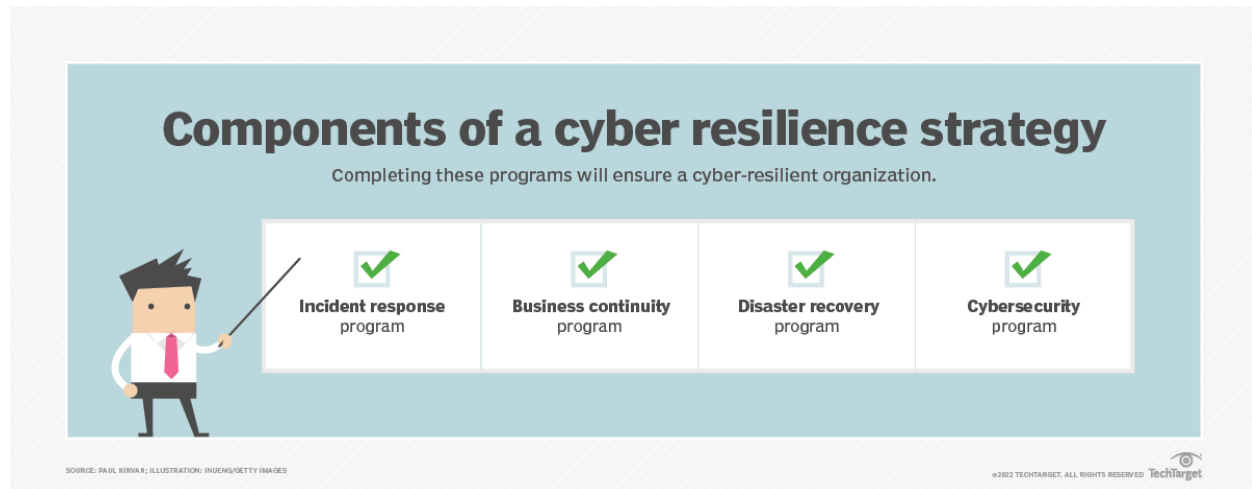 Components of a cyber resilience strategy
Completing these programs will ensure a cyber-resilient organization.
Incident response
program
Business continuity
program
Disaster recovery
program
Cybersecurity
program
SOURCE: PAUL KIRVAN; ILLUSTRATION: INUENG/GETTY IMAGES
©2022 TECHTARGET. ALL RIGHTS RESERVED TechTarget